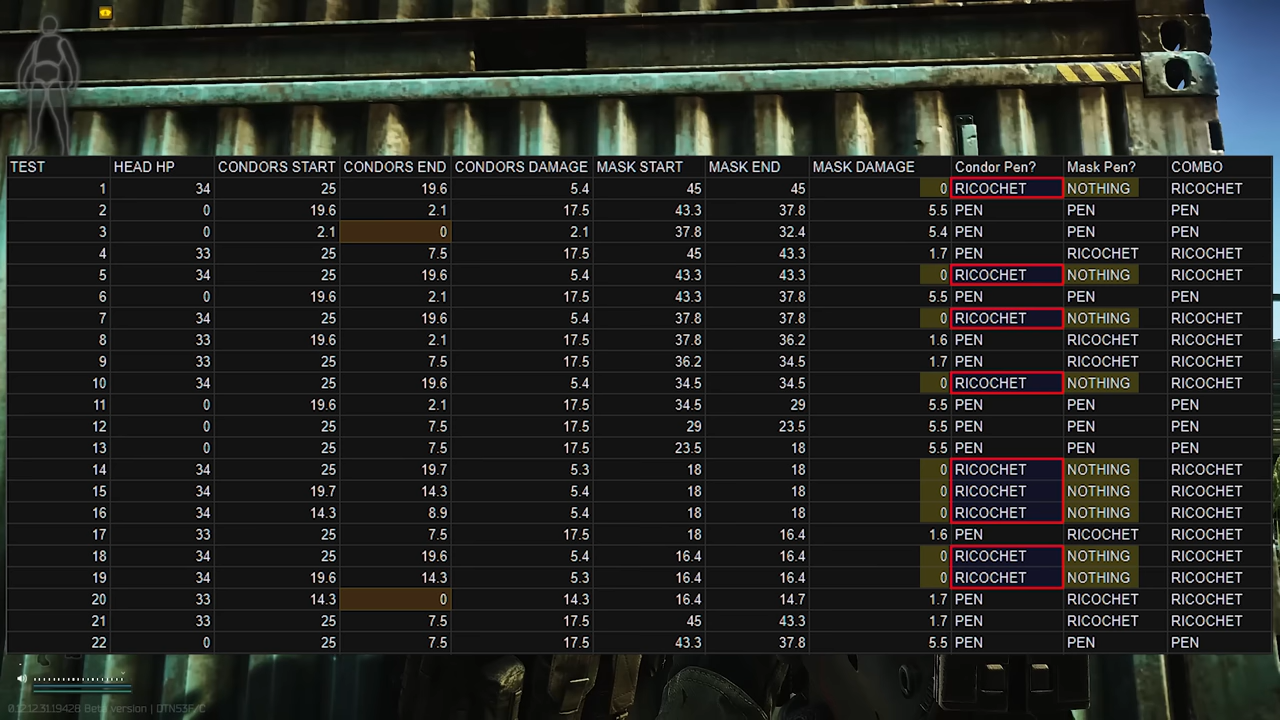 TEST HEAD HP CONDORS START CONDORS END CONDORS DAMAGE MASK START MASK END MASK DAMAGE Condor Pen? Mask Pen? COMBO
1 34 25 19.6 5.4 45 45 0 RICOCHET NOTHING RICOCHET
2 0 19.6 2.1 17.5 43.3 37.8 5.5 PEN PEN PEN
3 0 2.1 0 2.1 37.8 32.4 5.4 PEN PEN PEN
4 33 25 7.5 17.5 45 43.3 1.7 PEN RICOCHET RICOCHET
5 34 25 19.6 5.4 43.3 43.3 0 RICOCHET NOTHING RICOCHET
6 0 19.6 2.1 17.5 43.3 37.8 5.5 PEN PEN PEN
7 34 25 19.6 5.4 37.8 37.8 0 RICOCHET NOTHING RICOCHET
8 33 19.6 2.1 17.5 37.8 36.2 1.6 PEN RICOCHET RICOCHET
9 33 25 7.5 17.5 36.2 34.5 1.7 PEN RICOCHET RICOCHET
10 34 25 19.6 5.4 34.5 34.5 0 RICOCHET NOTHING RICOCHET
11 0 19.6 2.1 17.5 34.5 29 5.5 PEN PEN PEN
12 0 25 7.5 17.5 29 23.5 5.5 PEN PEN PEN
13 0 25 7.5 17.5 23.5 18 5.5 PEN PEN PEN
14 34 25 19.7 5.3 18 18 0 RICOCHET NOTHING RICOCHET
15 34 19.7 14.3 5.4 18 18 0 RICOCHET NOTHING RICOCHET
16 34 14.3 8.9 5.4 18 18 0 RICOCHET NOTHING RICOCHET
17 33 25 7.5 17.5 18 16.4 1.6 PEN RICOCHET RICOCHET
18 34 25 19.6 5.4 16.4 16.4 0 RICOCHET NOTHING RICOCHET
19 34 19.6 14.3 5.3 16.4 16.4 0 RICOCHET NOTHING RICOCHET
20 33 14.3 0 14.3 16.4 14.7 1.7 PEN RICOCHET RICOCHET
21 33 25 7.5 17.5 45 43.3 1.7 PEN RICOCHET RICOCHET
22 0 25 7.5 17.5 43.3 37.8 5.5 PEN PEN PEN
Beta version |